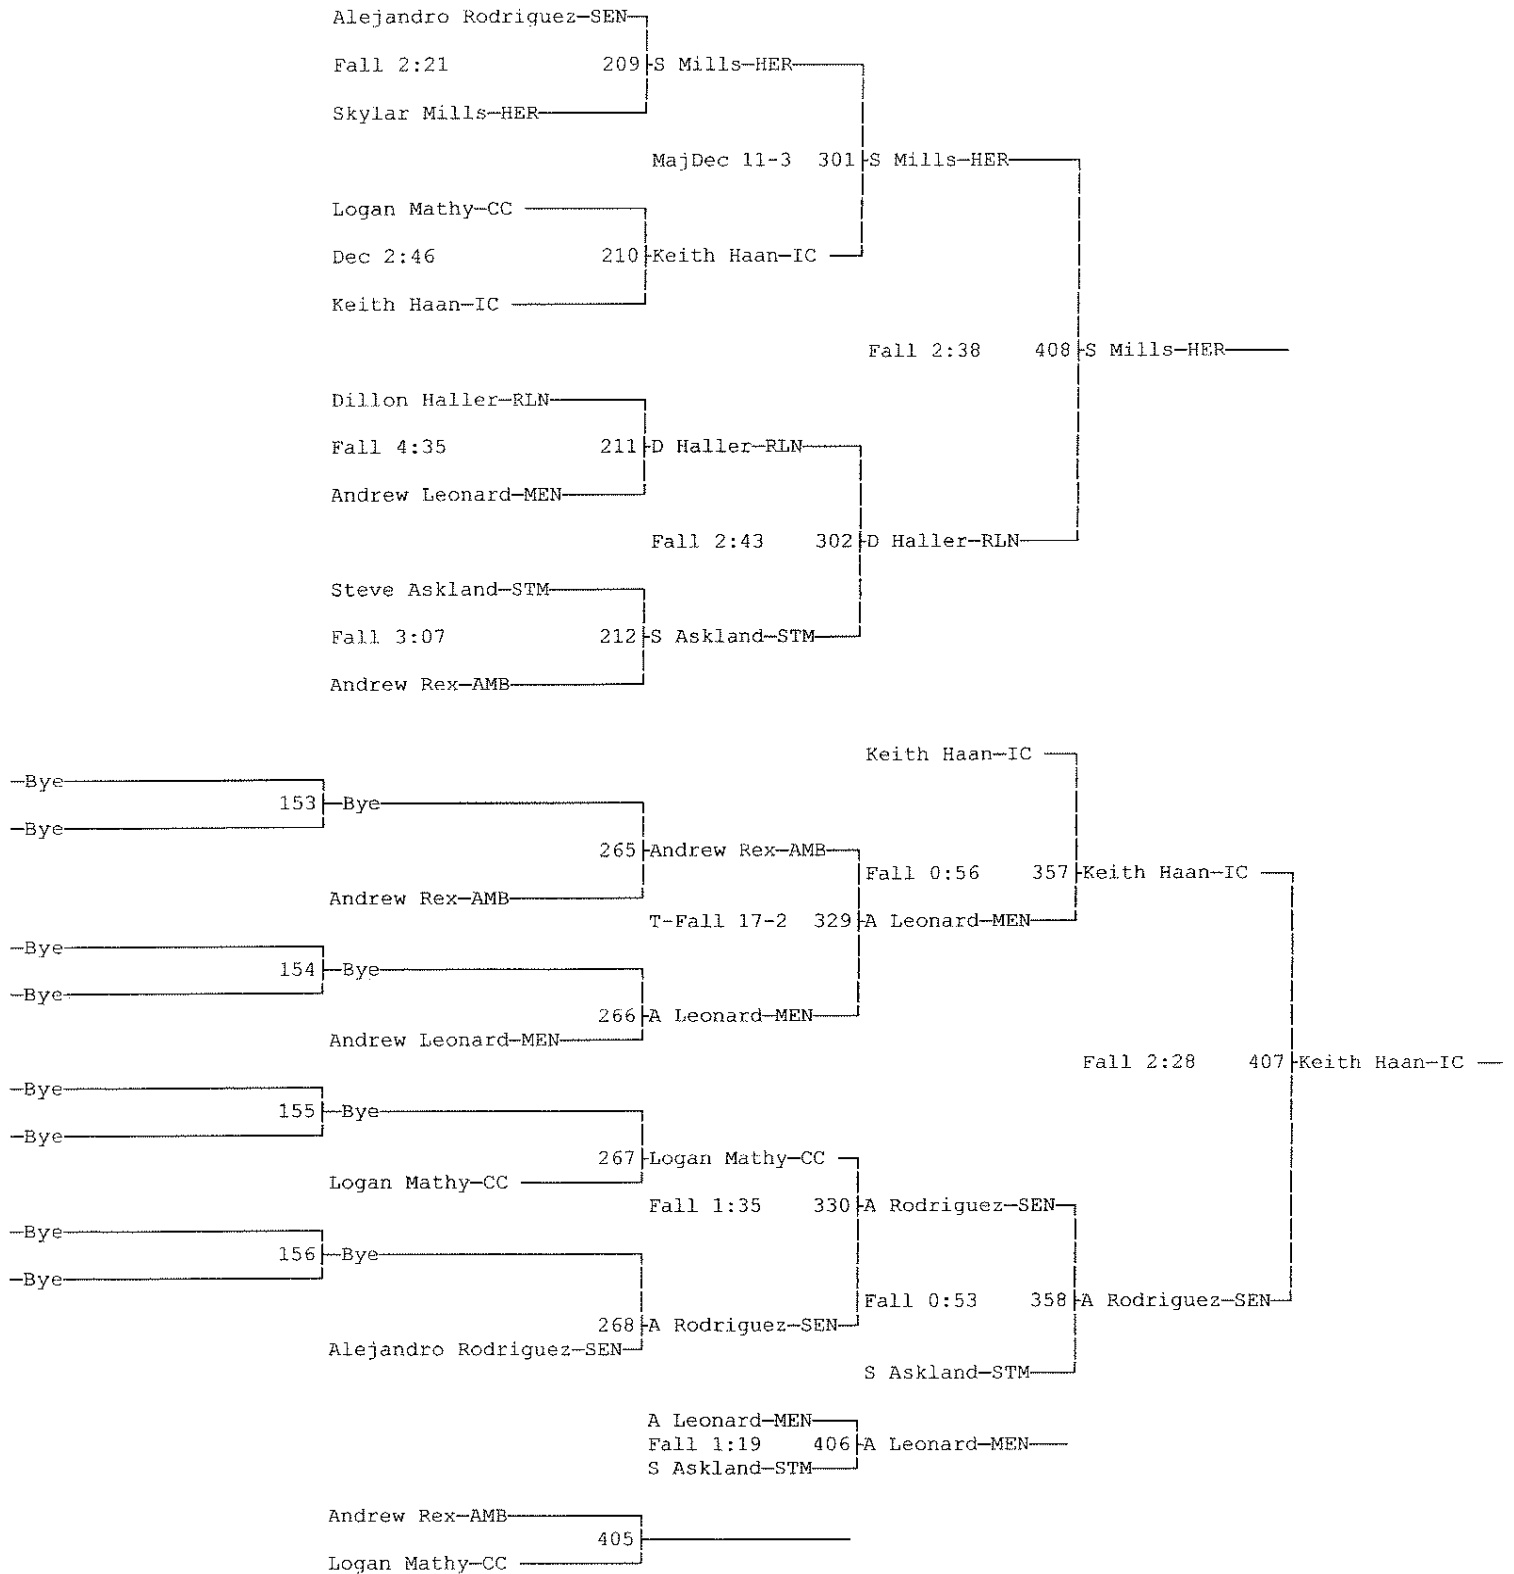 Alejandro Rodriguez-SEN
Fall 2:21 209 S Mills-HER
Skylar Mills-HER
MajDec 11-3 301 S Mills-HER
Logan Mathy-CC
Dec 2:46 210 Keith Haan-IC
Keith Haan-IC
Fall 2:38 408 S Mills-HER
Dillon Haller-RLN
Fall 4:35 211 D Haller-RLN
Andrew Leonard-MEN
Fall 2:43 302 D Haller-RLN
Steve Askland-STM
Fall 3:07 212 S Askland-STM
Andrew Rex-AMB
Keith Haan-IC
-Bye
153 -Bye
-Bye
265 Andrew Rex-AMB
Fall 0:56 357 Keith Haan-IC
Andrew Rex-AMB
T-Fall 17-2 329 A Leonard-MEN
-Bye
154 -Bye
-Bye
266 A Leonard-MEN
Andrew Leonard-MEN
Fall 2:28 407 Keith Haan-IC
-Bye
155 -Bye
-Bye
267 Logan Mathy-CC
Logan Mathy-CC
Fall 1:35 330 A Rodriguez-SEN
-Bye
156 -Bye
-Bye
Fall 0:53 358 A Rodriguez-SEN
268 A Rodriguez-SEN
Alejandro Rodriguez-SEN
S Askland-STM
A Leonard-MEN
Fall 1:19 406 A Leonard-MEN
S Askland-STM
Andrew Rex-AMB
405
Logan Mathy-CC